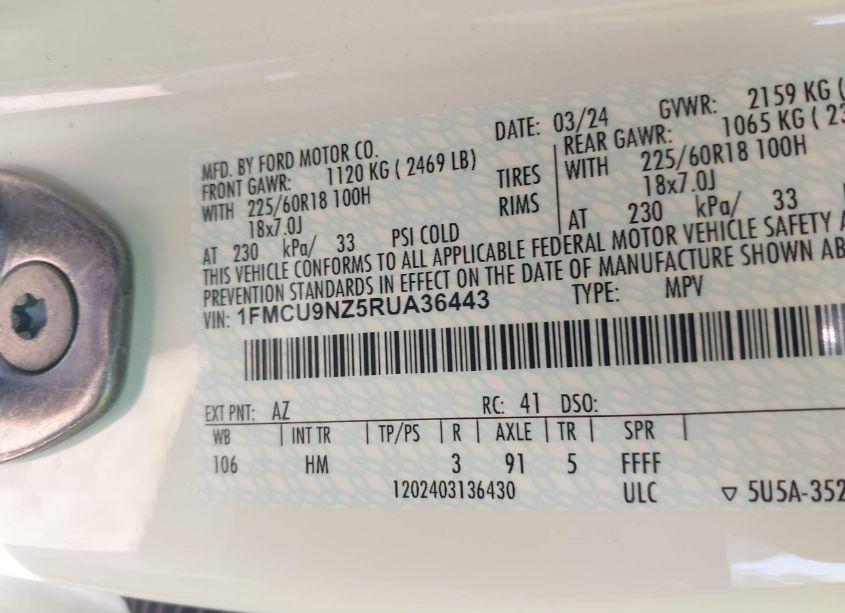 MFD. BY FORD MOTOR CO. DATE: 03/24 GVWR: 2159 KG (
FRONT GAWR: 1120 KG ( 2469 LB) REAR GAWR: 1065 KG ( 23
WITH 225/60R18 100H TIRES WITH 225/60R18 100H
18x7.0J RIMS 18x7.0J
AT 230 kPa/ 33 PSI COLD AT 230 kPa/ 33
THIS VEHICLE CONFORMS TO ALL APPLICABLE FEDERAL MOTOR VEHICLE SAFETY A
PREVENTION STANDARDS IN EFFECT ON THE DATE OF MANUFACTURE SHOWN AB
VIN: 1FMCU9NZ5RUA36443 TYPE: MPV
EXT PNT: AZ RC: 41 DSO:
WB | INT TR | TP/PS | R | AXLE | TR | SPR |
106 HM 3 91 5 FFFF
1202403136430 ULC ▽ 5U5A-352